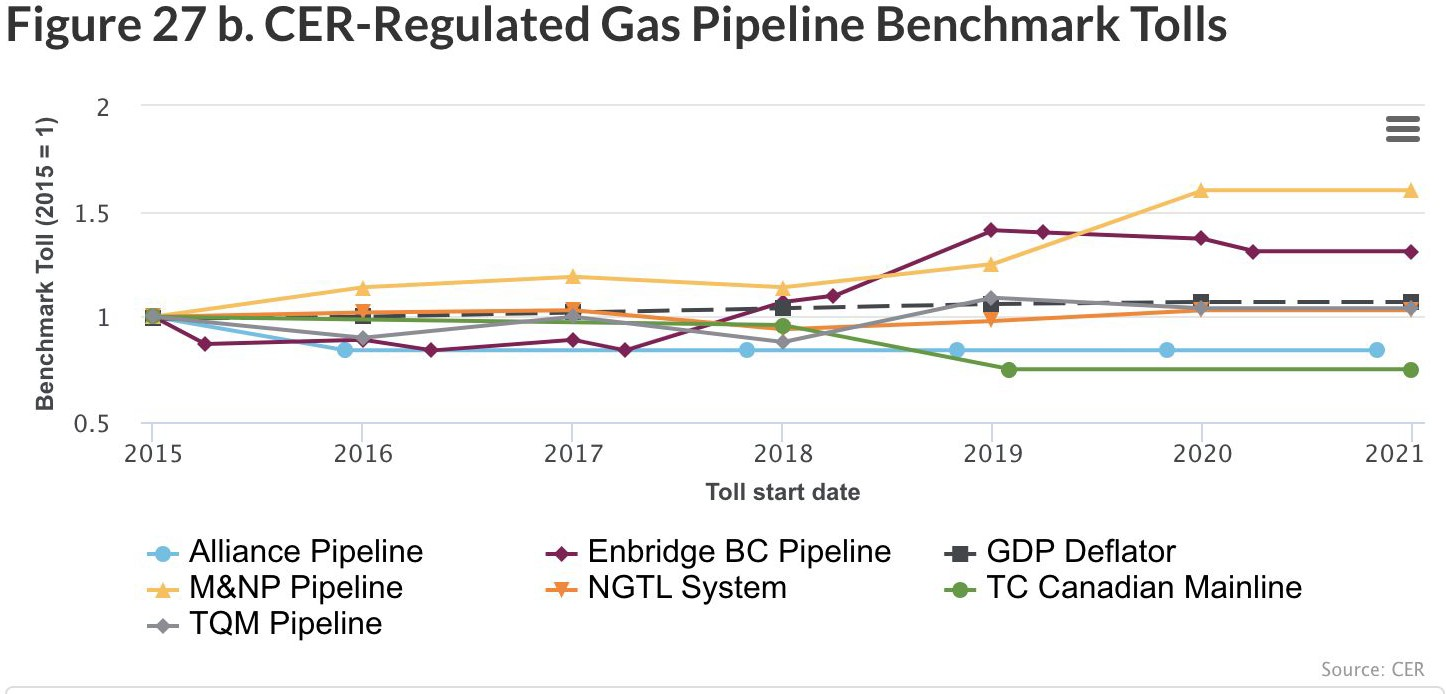 Figure 27 b. CER-Regulated Gas Pipeline Benchmark Tolls
Benchmark Toll (2015 = 1)
2
1.5
1
0.5
2015 2016 2017 2018 2019 2020 2021
Toll start date
Alliance Pipeline Enbridge BC Pipeline GDP Deflator
M&NP Pipeline NGTL System TC Canadian Mainline
TQM Pipeline
Source: CER